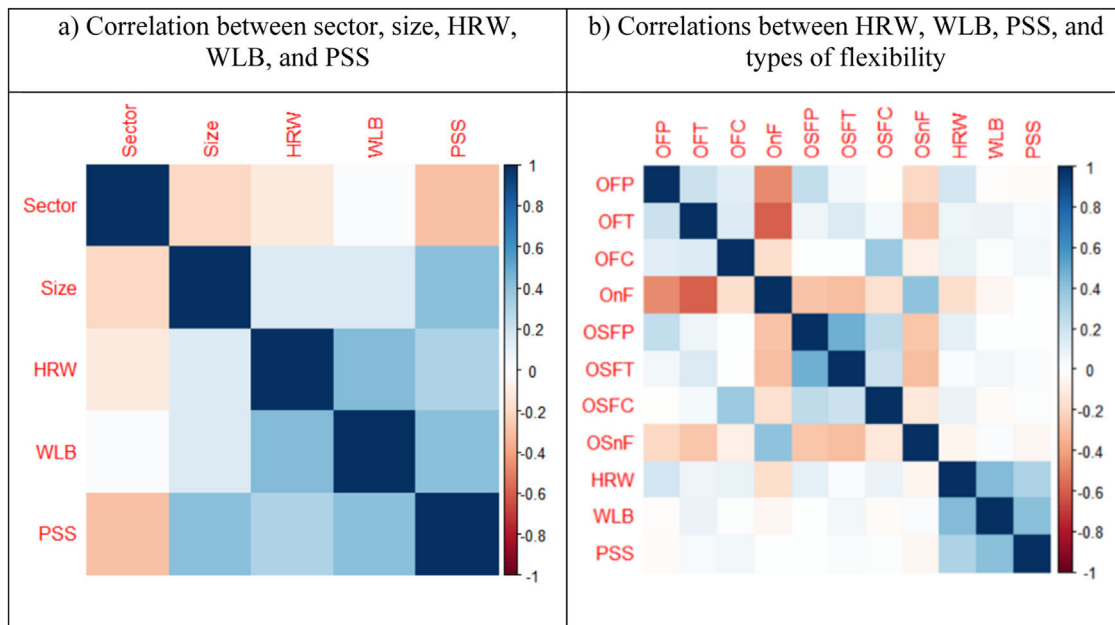 a) Correlation between sector, size, HRW,
WLB, and PSS
b) Correlations between HRW, WLB, PSS, and
types of flexibility
Sector
Size
HRW
WLB
PSS
Sector
Size
HRW
WLB
PSS
1
0.8
0.6
0.4
0.2
0
-0.2
-0.4
-0.6
-0.8
-1
OFP
OFT
OFC
OnF
OSFP
OSFT
OSFC
OSnF
HRW
WLB
PSS
OFP
OFT
OFC
OnF
OSFP
OSFT
OSFC
OSnF
HRW
WLB
PSS
1
0.8
0.6
0.4
0.2
0
-0.2
-0.4
-0.6
-0.8
-1